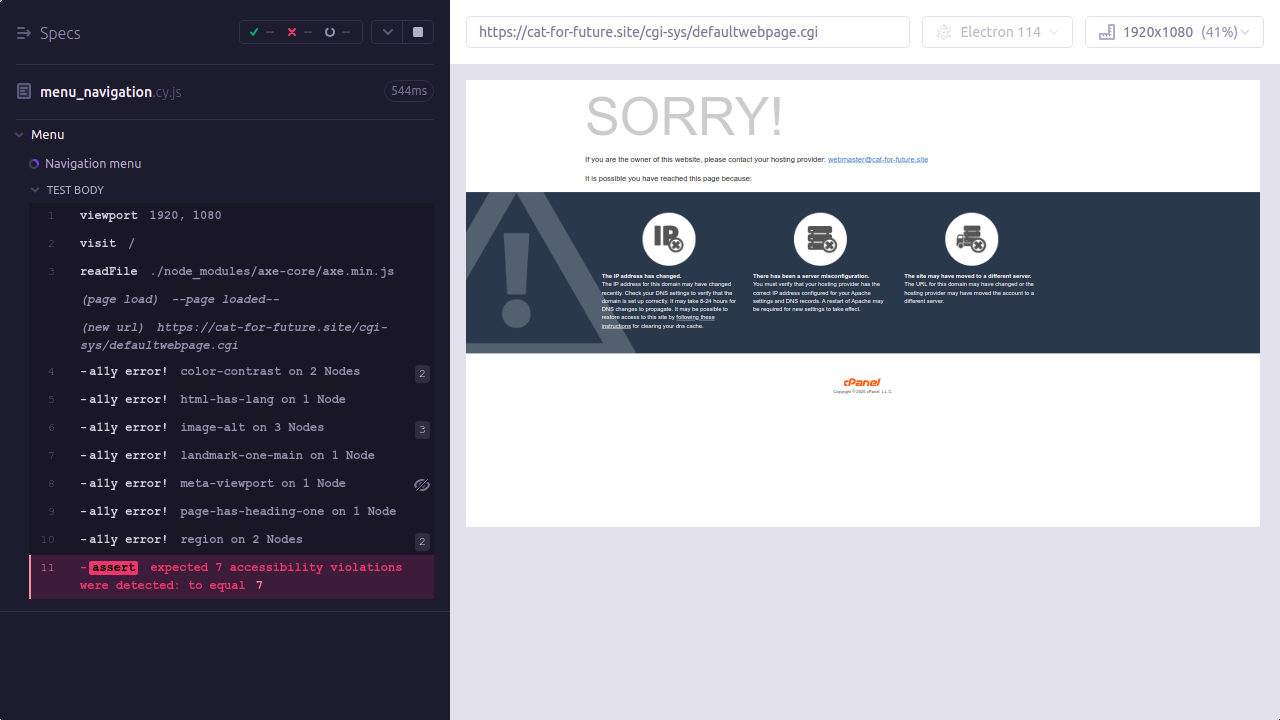 Specs
--
--
--
menu_navigation.cy.js
544ms
Menu
Navigation menu
TEST BODY
1 viewport 1920, 1080
2 visit /
3 readFile ./node_modules/axe-core/axe.min.js
(page load) --page loaded--
(new url) https://cat-for-future.site/cgi-
sys/defaultwebpage.cgi
4 -a11y error! color-contrast on 2 Nodes 2
5 -a11y error! html-has-lang on 1 Node
6 -a11y error! image-alt on 3 Nodes 3
7 -a11y error! landmark-one-main on 1 Node
8 -a11y error! meta-viewport on 1 Node
9 -a11y error! page-has-heading-one on 1 Node
10 -a11y error! region on 2 Nodes 2
11 -assert expected 7 accessibility violations
were detected: to equal 7
https://cat-for-future.site/cgi-sys/defaultwebpage.cgi
Electron 114
1920x1080 (41%)
SORRY!
If you are the owner of this website, please contact your hosting provider: webmaster@cat-for-future.site
It is possible you have reached this page because:
IP
The IP address has changed.
The IP address for this domain may have changed
recently. Check your DNS settings to verify that the
domain is set up correctly. It may take 8-24 hours for
DNS changes to propagate. It may be possible to
restore access to this site by following these
instructions for clearing your dns cache.
There has been a server misconfiguration.
You must verify that your hosting provider has the
correct IP address configured for your Apache
settings and DNS records. A restart of Apache may
be required for new settings to take effect.
The site may have moved to a different server.
The URL for this domain may have changed or the
hosting provider may have moved the account to a
different server.
cPanel
Copyright © 2025 cPanel, L.L.C.